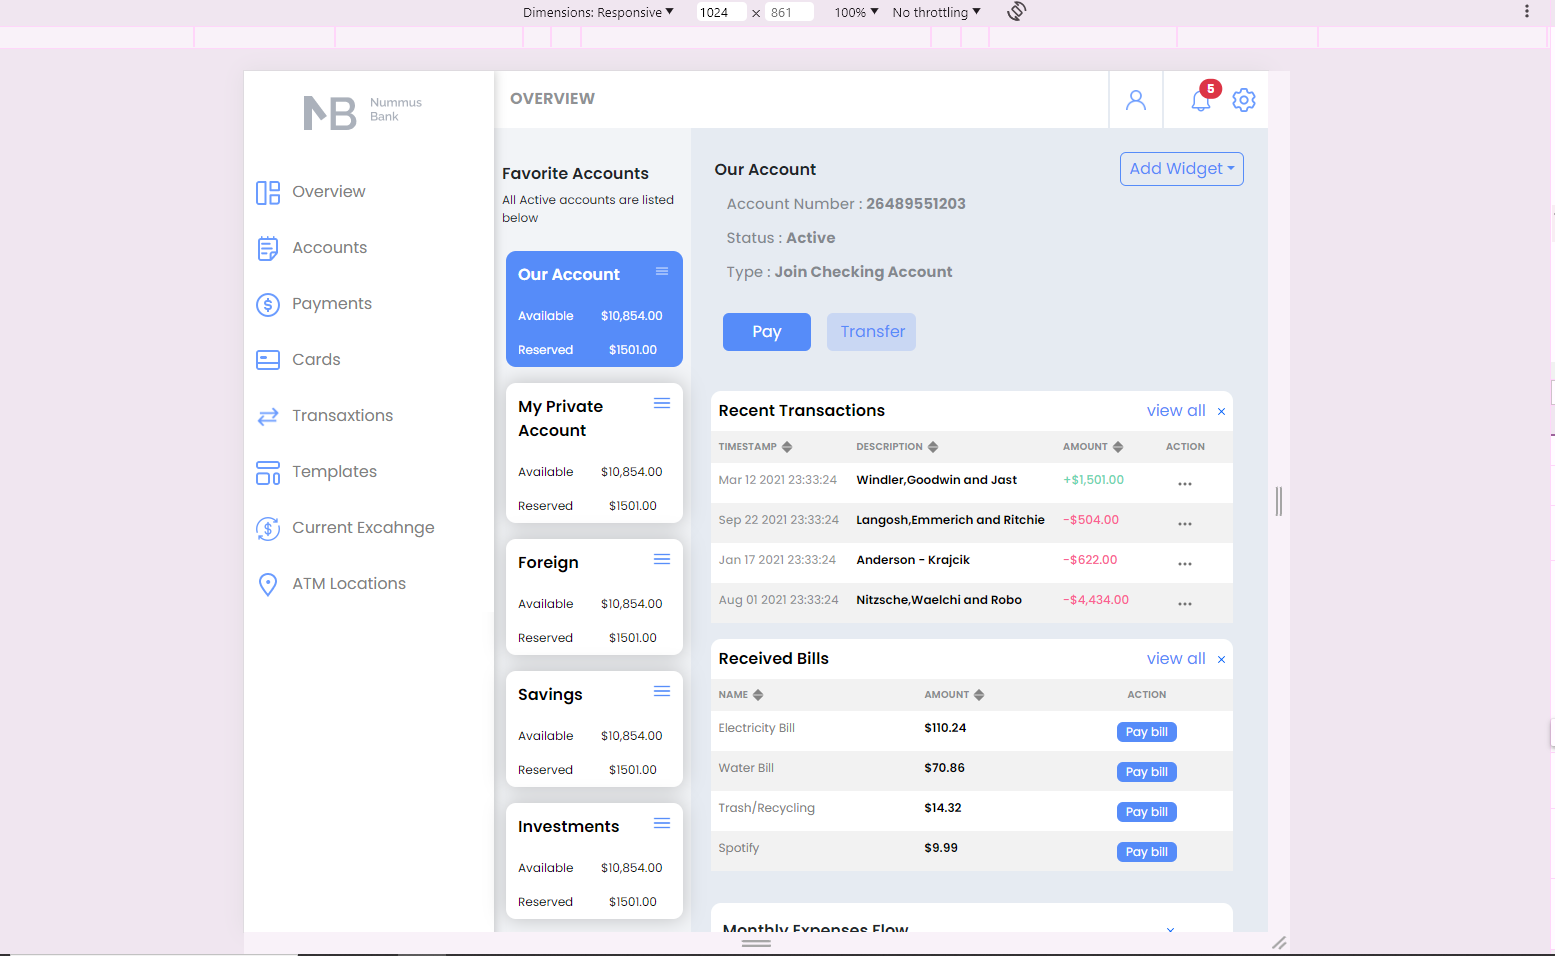 Dimensions: Responsive ▼ 1024 × 861 100% ▼ No throttling ▼
NB Nummus
Bank
OVERVIEW
5
Overview
Accounts
Payments
Cards
Transaxtions
Templates
Current Excahnge
ATM Locations
Favorite Accounts
All Active accounts are listed
below
Our Account
Available $10,854.00
Reserved $1501.00
My Private
Account
Available $10,854.00
Reserved $1501.00
Foreign
Available $10,854.00
Reserved $1501.00
Savings
Available $10,854.00
Reserved $1501.00
Investments
Available $10,854.00
Reserved $1501.00
Our Account
Add Widget
Account Number : 26489551203
Status : Active
Type : Join Checking Account
Pay Transfer
Recent Transactions view all ×
TIMESTAMP DESCRIPTION AMOUNT ACTION
Mar 12 2021 23:33:24 Windler,Goodwin and Jast +$1,501.00 ...
Sep 22 2021 23:33:24 Langosh,Emmerich and Ritchie -$504.00 ...
Jan 17 2021 23:33:24 Anderson - Krajcik -$622.00 ...
Aug 01 2021 23:33:24 Nitzsche,Waelchi and Robo -$4,434.00 ...
Received Bills view all ×
NAME AMOUNT ACTION
Electricity Bill $110.24 Pay bill
Water Bill $70.86 Pay bill
Trash/Recycling $14.32 Pay bill
Spotify $9.99 Pay bill
Monthly Expenses Flow ×